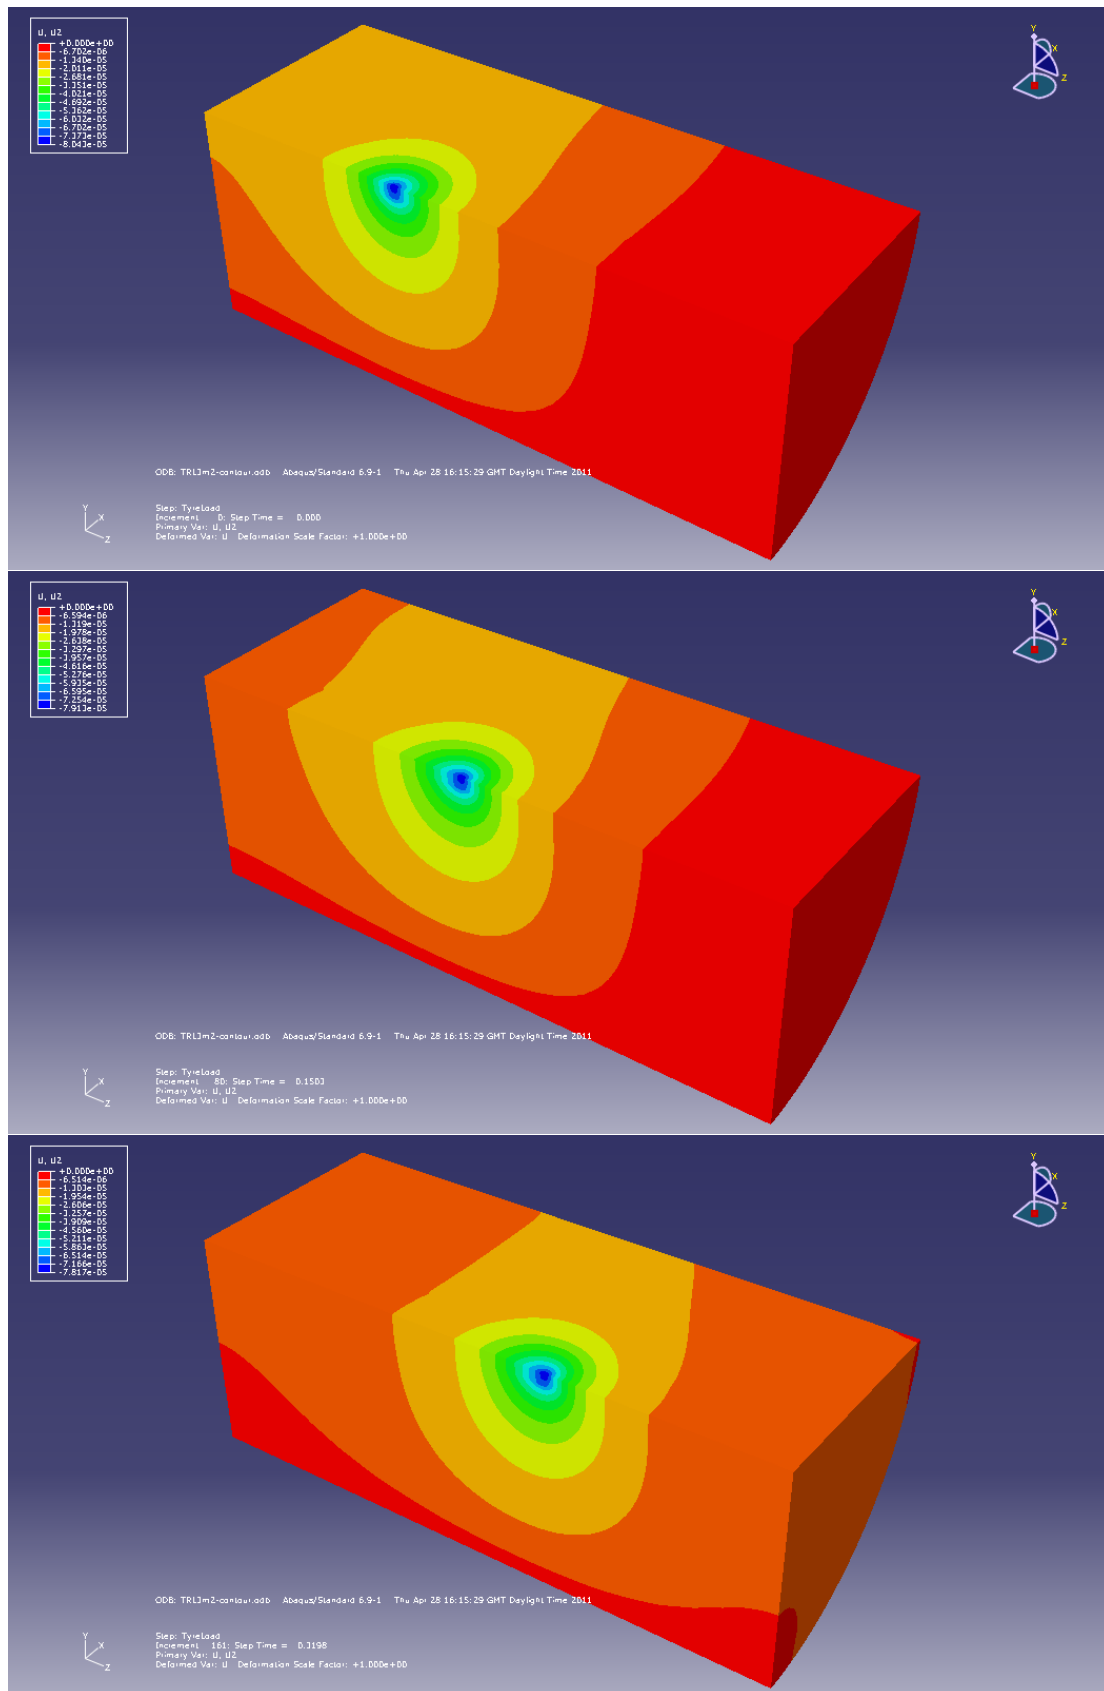 U, U2
+0.000e+00
-6.702e-06
-1.340e-05
-2.011e-05
-2.681e-05
-3.351e-05
-4.021e-05
-4.692e-05
-5.362e-05
-6.032e-05
-6.702e-05
-7.373e-05
-8.043e-05
Y
X
Z
ODB: TRL3m2-contour.odb Abaqus/Standard 6.9-1 Thu Apr 28 16:15:29 GMT Daylight Time 2011
Y
X
Z
Step: TyreLoad
Increment 0: Step Time = 0.000
Primary Var: U, U2
Deformed Var: U Deformation Scale Factor: +1.000e+00
U, U2
+0.000e+00
-6.594e-06
-1.319e-05
-1.978e-05
-2.638e-05
-3.297e-05
-3.957e-05
-4.616e-05
-5.276e-05
-5.935e-05
-6.595e-05
-7.254e-05
-7.913e-05
Y
X
Z
ODB: TRL3m2-contour.odb Abaqus/Standard 6.9-1 Thu Apr 28 16:15:29 GMT Daylight Time 2011
Y
X
Z
Step: TyreLoad
Increment 80: Step Time = 0.1503
Primary Var: U, U2
Deformed Var: U Deformation Scale Factor: +1.000e+00
U, U2
+0.000e+00
-6.514e-06
-1.303e-05
-1.954e-05
-2.606e-05
-3.257e-05
-3.909e-05
-4.560e-05
-5.211e-05
-5.863e-05
-6.514e-05
-7.166e-05
-7.817e-05
Y
X
Z
ODB: TRL3m2-contour.odb Abaqus/Standard 6.9-1 Thu Apr 28 16:15:29 GMT Daylight Time 2011
Y
X
Z
Step: TyreLoad
Increment 161: Step Time = 0.3198
Primary Var: U, U2
Deformed Var: U Deformation Scale Factor: +1.000e+00